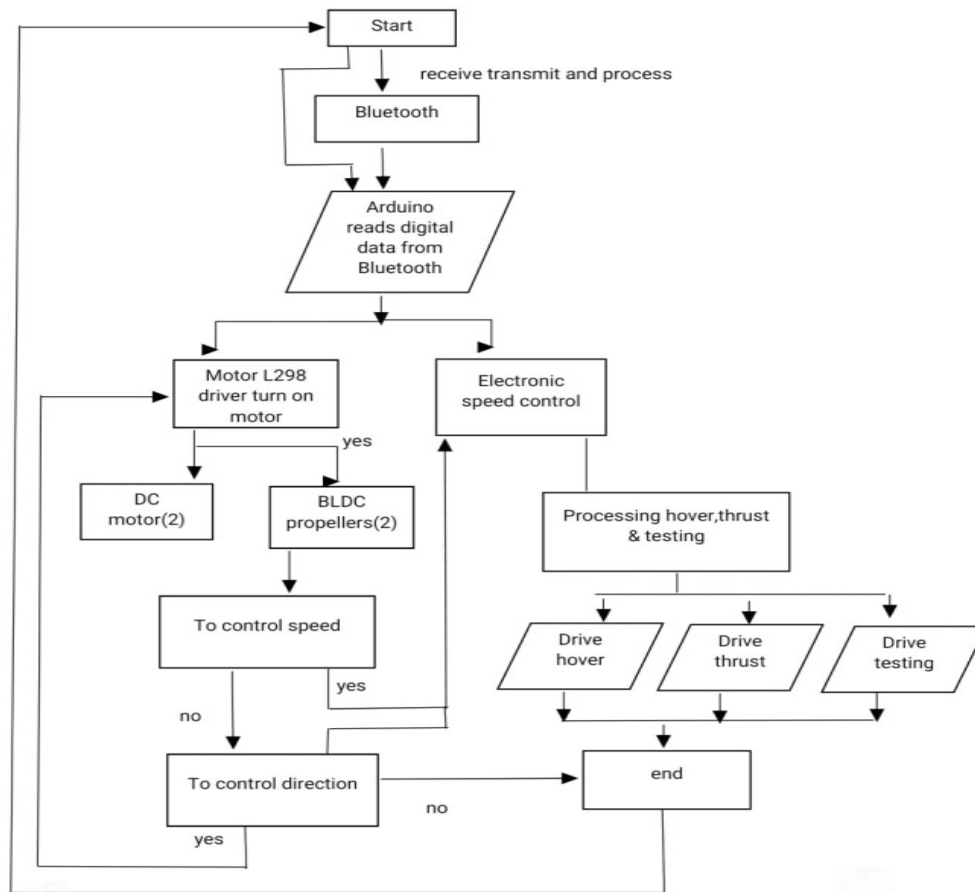 Start
receive transmit and process
Bluetooth
Arduino
reads digital
data from
Bluetooth
Motor L298
driver turn on
motor
Electronic
speed control
yes
DC
motor(2)
BLDC
propellers(2)
Processing hover,thrust
& testing
To control speed
Drive
hover
Drive
thrust
Drive
testing
yes
no
To control direction
end
no
yes